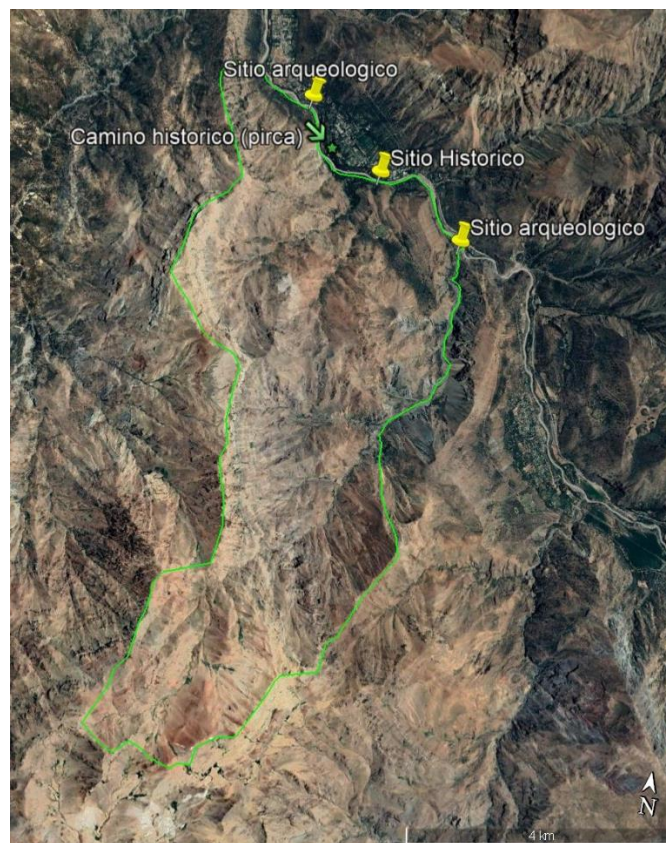 Sitio arqueologico
Camino historico (pirca)
Sitio Historico
Sitio arqueologico
N
4 km